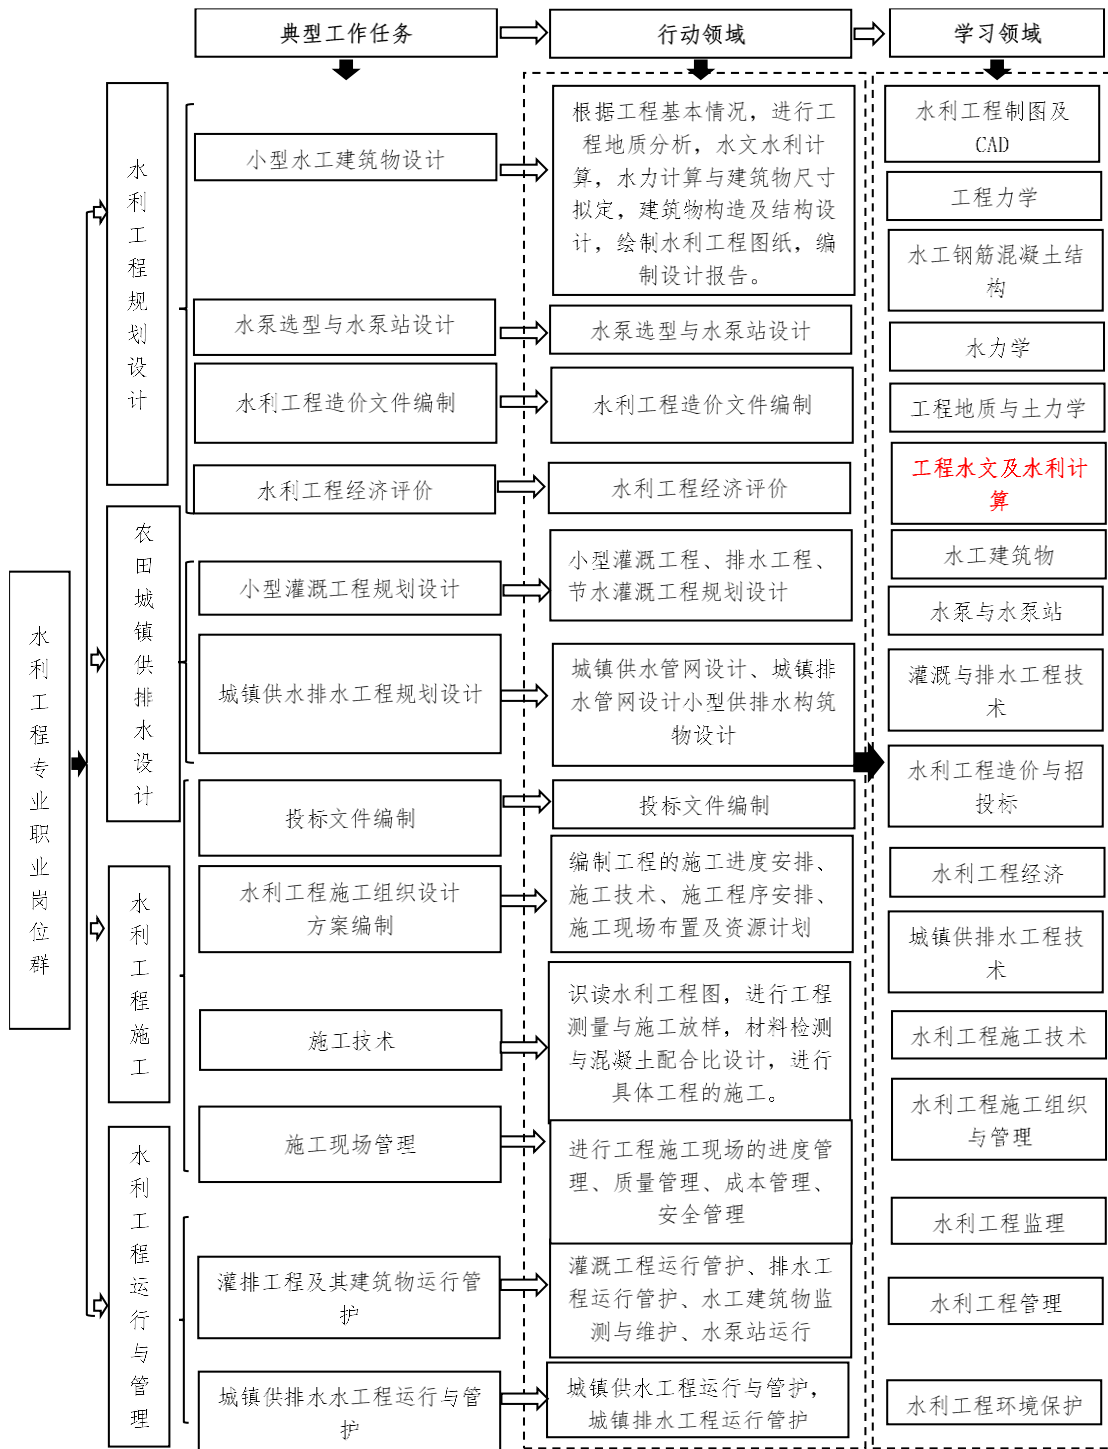 典型工作任务
行动领域
学习领域
水利工程专业职业岗位群
水利工程规划设计
农田城镇供排水设计
水利工程施工
水利工程运行与管理
小型水工建筑物设计
水泵选型与水泵站设计
水利工程造价文件编制
水利工程经济评价
小型灌溉工程规划设计
城镇供水排水工程规划设计
投标文件编制
水利工程施工组织设计
方案编制
施工技术
施工现场管理
灌排工程及其建筑物运行管
护
城镇供排水水工程运行与管
护
根据工程基本情况，进行工
程地质分析，水文水利计
算，水力计算与建筑物尺寸
拟定，建筑物构造及结构设
计，绘制水利工程图纸，编
制设计报告。
水泵选型与水泵站设计
水利工程造价文件编制
水利工程经济评价
小型灌溉工程、排水工程、
节水灌溉工程规划设计
城镇供水管网设计、城镇排
水管网设计小型供排水构筑
物设计
投标文件编制
编制工程的施工进度安排、
施工技术、施工程序安排、
施工现场布置及资源计划
识读水利工程图，进行工程
测量与施工放样，材料检测
与混凝土配合比设计，进行
具体工程的施工。
进行工程施工现场的进度管
理、质量管理、成本管理、
安全管理
灌溉工程运行管护、排水工
程运行管护、水工建筑物监
测与维护、水泵站运行
城镇供水工程运行与管护，
城镇排水工程运行管护
水利工程制图及
CAD
工程力学
水工钢筋混凝土结
构
水力学
工程地质与土力学
工程水文及水利计
算
水工建筑物
水泵与水泵站
灌溉与排水工程技
术
水利工程造价与招
投标
水利工程经济
城镇供排水工程技
术
水利工程施工技术
水利工程施工组织
与管理
水利工程监理
水利工程管理
水利工程环境保护